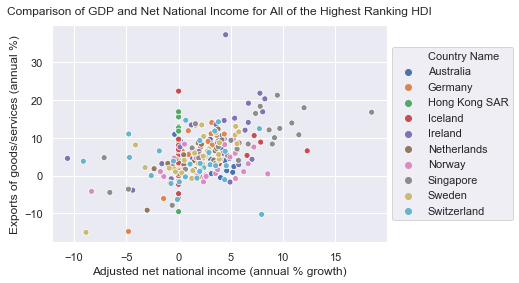 Comparison of GDP and Net National Income for All of the Highest Ranking HDI
Exports of goods/services (annual %)
30
20
10
0
−10
−10
−5
0
5
10
15
Adjusted net national income (annual % growth)
Country Name
Australia
Germany
Hong Kong SAR
Iceland
Ireland
Netherlands
Norway
Singapore
Sweden
Switzerland